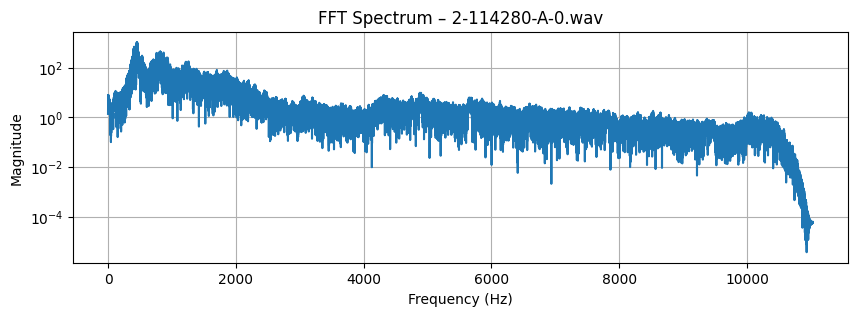 FFT Spectrum – 2-114280-A-0.wav
Magnitude
10²
10⁰
10⁻²
10⁻⁴
0 2000 4000 6000 8000 10000
Frequency (Hz)